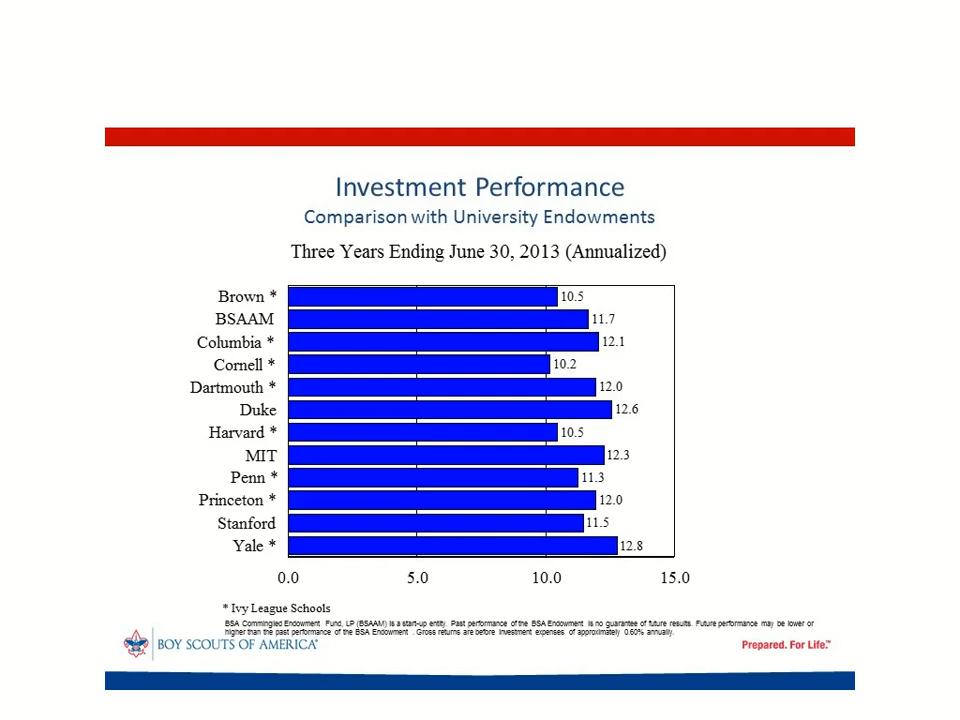 Investment Performance
Comparison with University Endowments
Three Years Ending June 30, 2013 (Annualized)
Brown * 10.5
BSAAM 11.7
Columbia * 12.1
Cornell * 10.2
Dartmouth * 12.0
Duke 12.6
Harvard * 10.5
MIT 12.3
Penn * 11.3
Princeton * 12.0
Stanford 11.5
Yale * 12.8
0.0 5.0 10.0 15.0
* Ivy League Schools
BSA Commingled Endowment Fund, LP (BSAAM) is a start-up entity. Past performance of the BSA Endowment is no guarantee of future results. Future performance may be lower or
higher than the past performance of the BSA Endowment . Gross returns are before investment expenses of approximately 0.60% annually.
BOY SCOUTS OF AMERICA®
Prepared. For Life.™